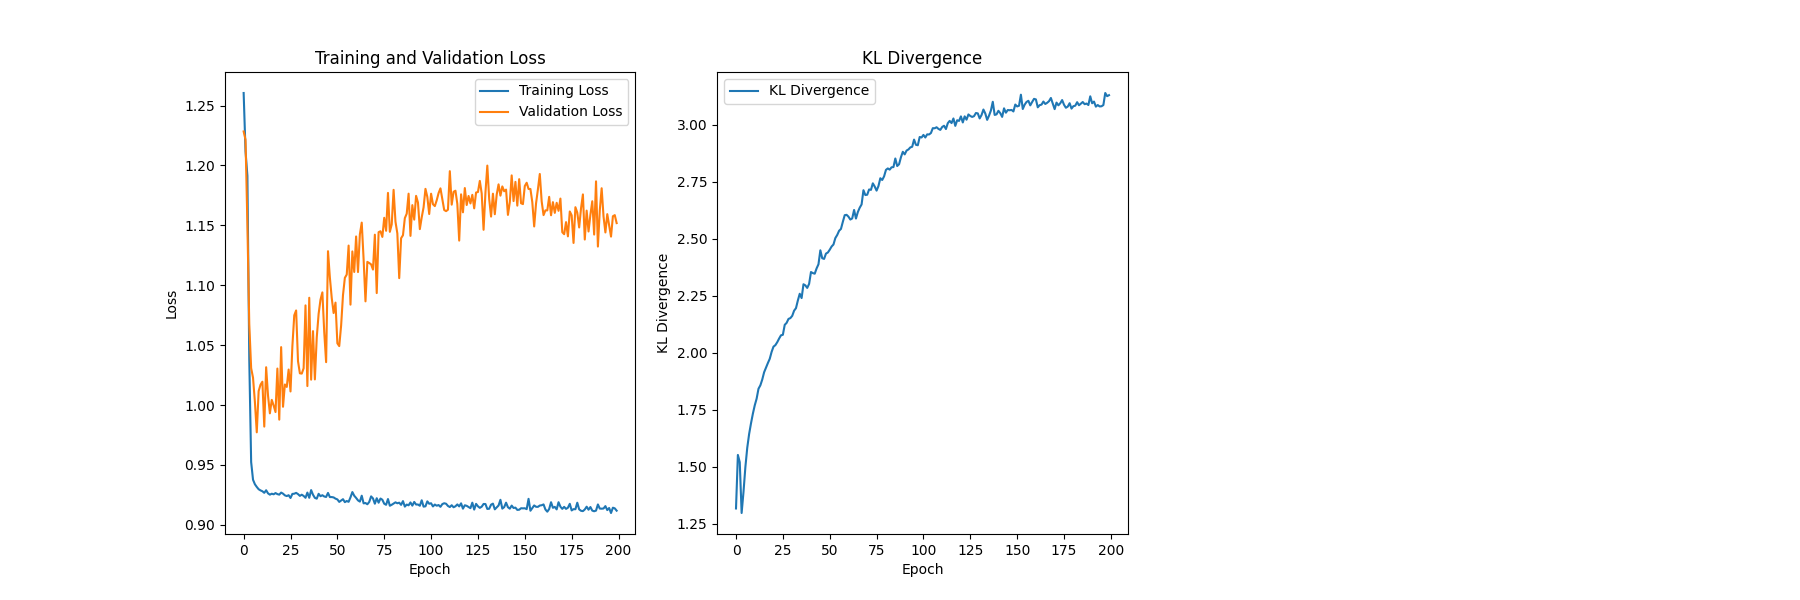 Training and Validation Loss
Training Loss
Validation Loss
1.25
1.20
1.15
1.10
1.05
1.00
0.95
0.90
Loss
0 25 50 75 100 125 150 175 200
Epoch
KL Divergence
KL Divergence
3.00
2.75
2.50
2.25
2.00
1.75
1.50
1.25
KL Divergence
0 25 50 75 100 125 150 175 200
Epoch